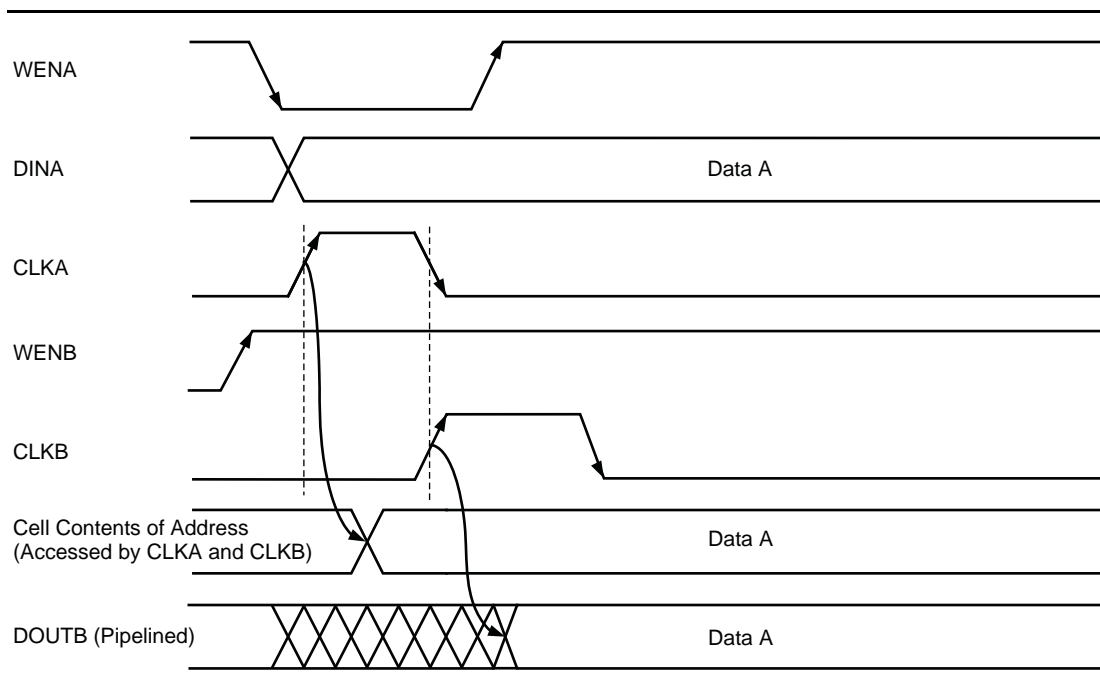 WENA
DINA
Data A
CLKA
WENB
CLKB
Cell Contents of Address
(Accessed by CLKA and CLKB)
Data A
DOUTB (Pipelined)
Data A